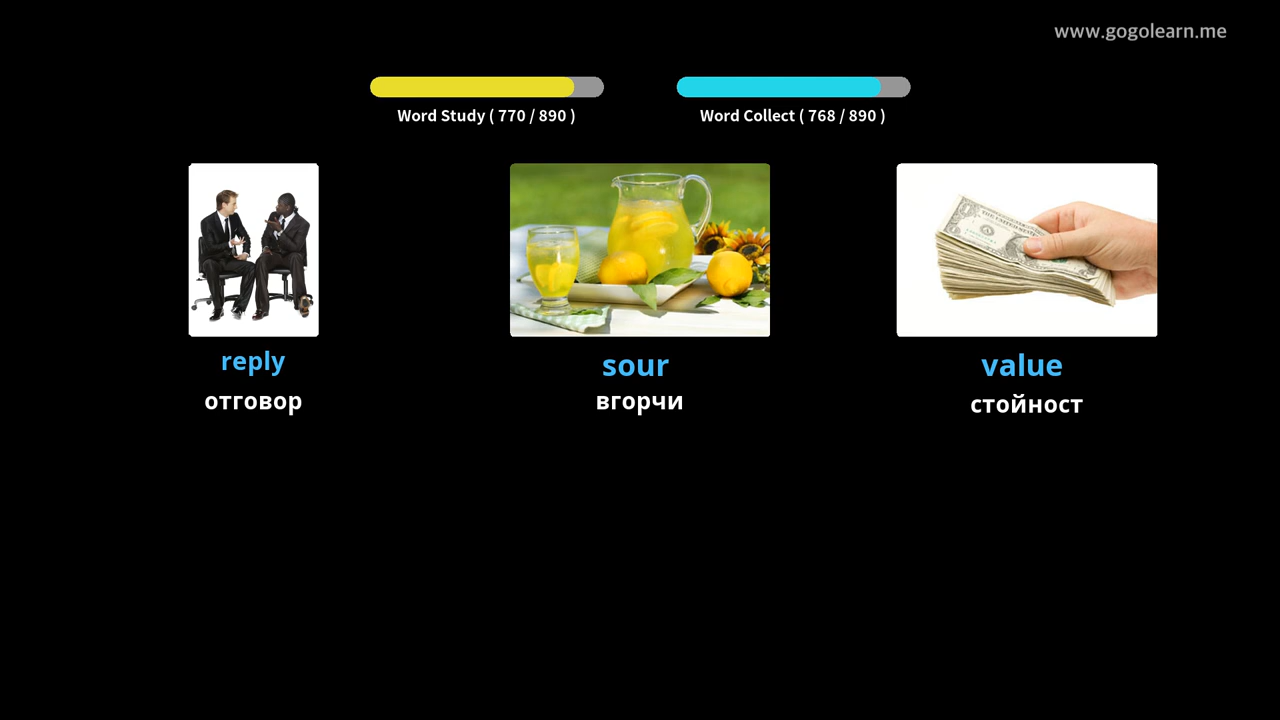 www.gogolearn.me
Word Study ( 770 / 890 )
Word Collect ( 768 / 890 )
reply
отговор
sour
вгорчи
value
стойност